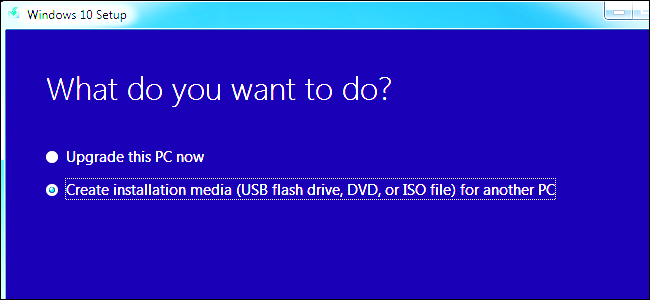 Windows 10 Setup
What do you want to do?
Upgrade this PC now
Create installation media (USB flash drive, DVD, or ISO file) for another PC